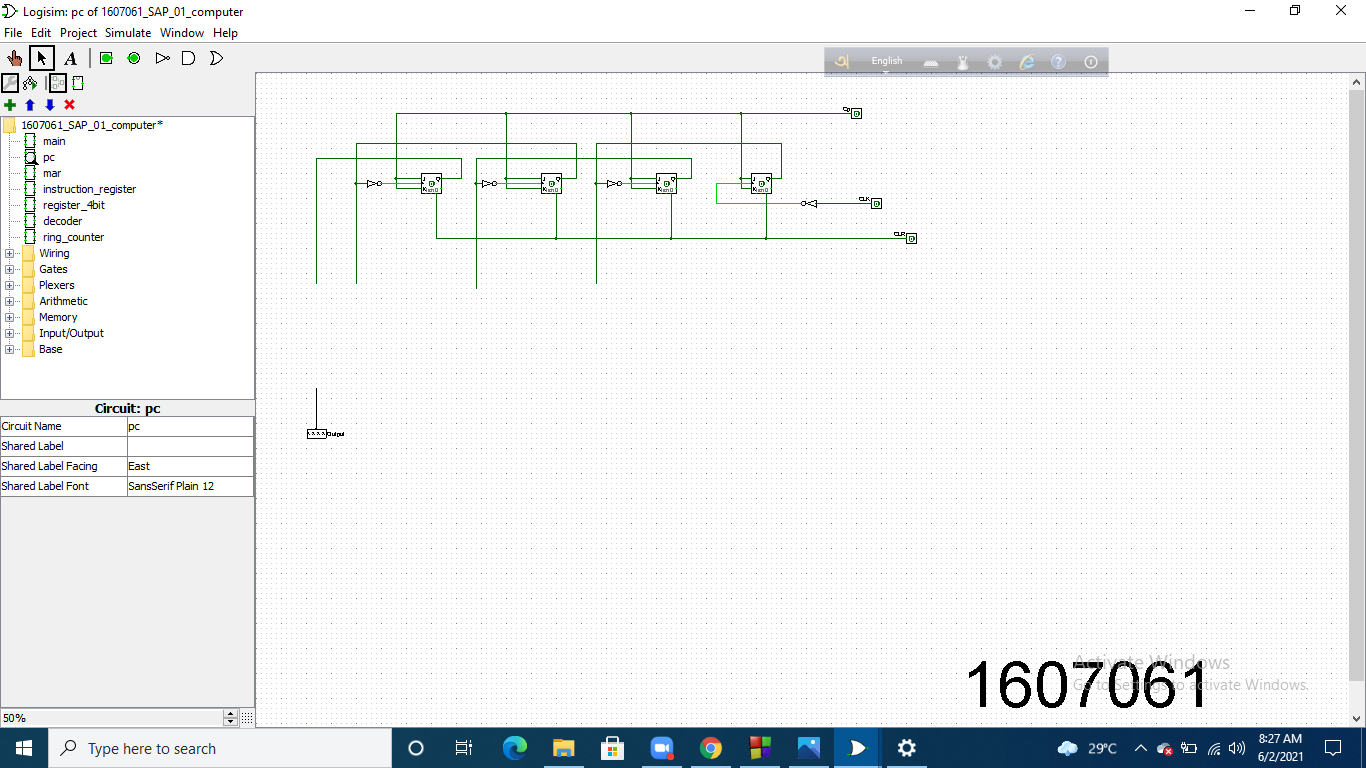 Logisim: pc of 1607061_SAP_01_computer
File Edit Project Simulate Window Help
A
English
1607061_SAP_01_computer*
main
pc
mar
instruction_register
register_4bit
decoder
ring_counter
Wiring
Gates
Plexers
Arithmetic
Memory
Input/Output
Base
Circuit: pc
Circuit Name pc
Shared Label
Shared Label Facing East
Shared Label Font SansSerif Plain 12
Cp
CLK
CLR
Output
1607061
Activate Windows
Go to Settings to activate Windows.
50%
Type here to search
29°C
8:27 AM
6/2/2021